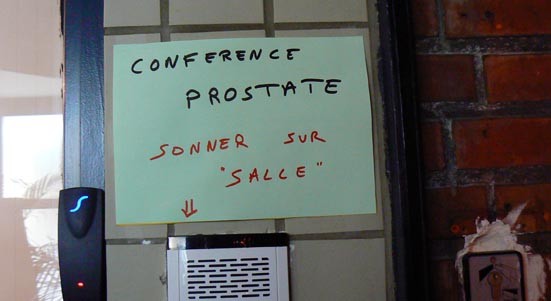 CONFERENCE
PROSTATE
SONNER SUR
"SALLE"